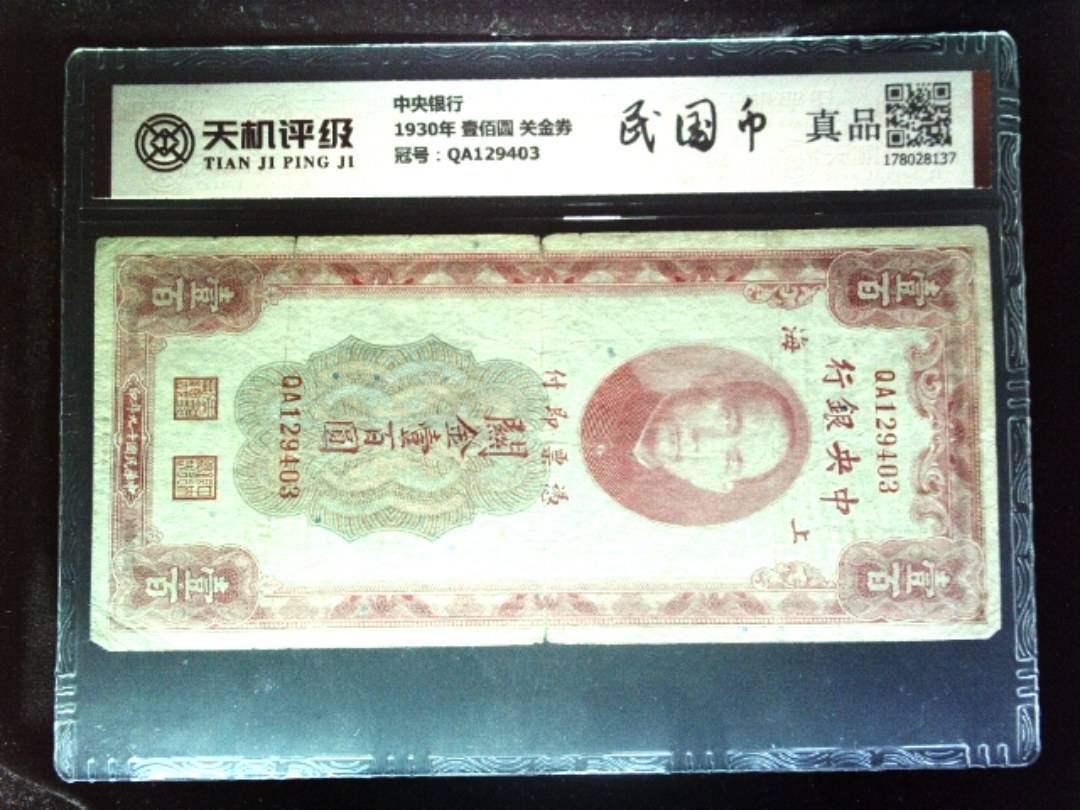 天机评级
TIAN JI PING JI
中央银行
1930年 壹佰圆 关金券
冠号：QA129403
民国币
真品
178028137
壹百
壹百
中央銀行
QA129403
上海
憑票即付
關金壹百圓
QA129403
壹百
壹百